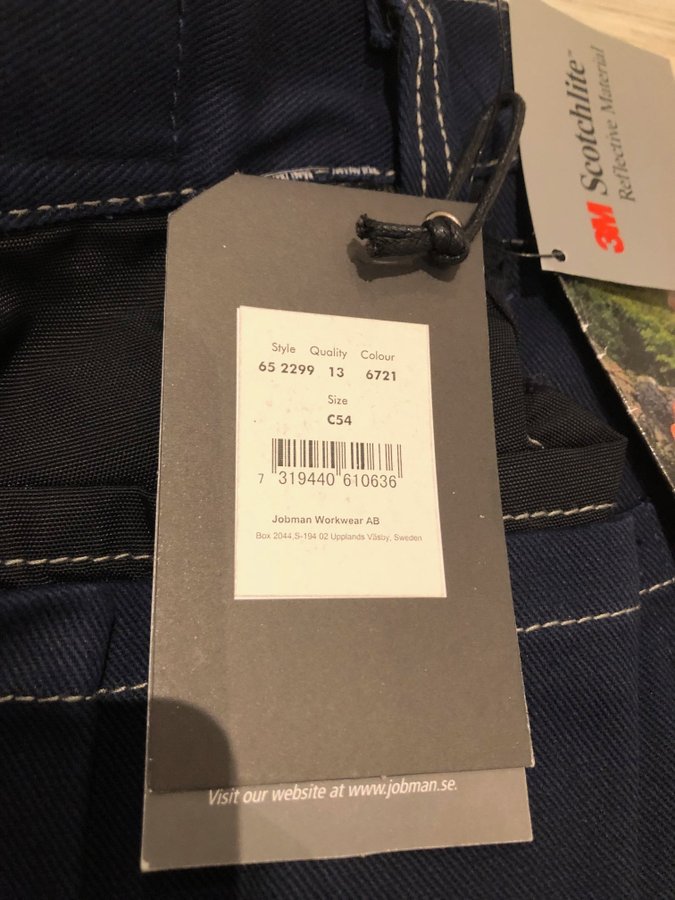 3M Scotchlite™
Reflective Material
Style Quality Colour
65 2299 13 6721
Size
C54
7 319440 610636
Jobman Workwear AB
Box 2044,S-194 02 Upplands Väsby, Sweden
Visit our website at www.jobman.se.